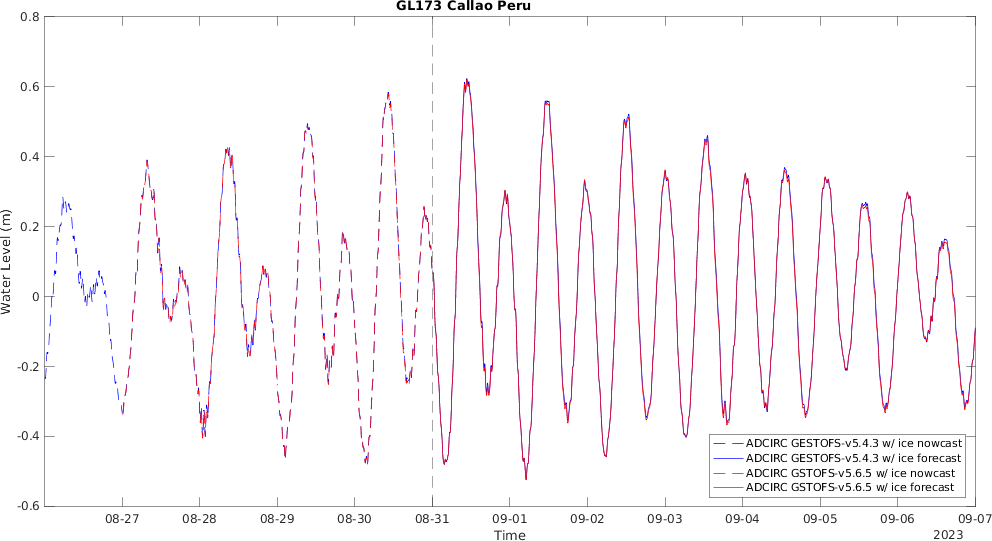 GL173 Callao Peru
0.8
0.6
0.4
0.2
0
-0.2
-0.4
-0.6
Water Level (m)
ADCIRC GESTOFS-v5.4.3 w/ ice nowcast
ADCIRC GESTOFS-v5.4.3 w/ ice forecast
ADCIRC GSTOFS-v5.6.5 w/ ice nowcast
ADCIRC GSTOFS-v5.6.5 w/ ice forecast
08-27 08-28 08-29 08-30 08-31 09-01 09-02 09-03 09-04 09-05 09-06 09-07
Time
2023